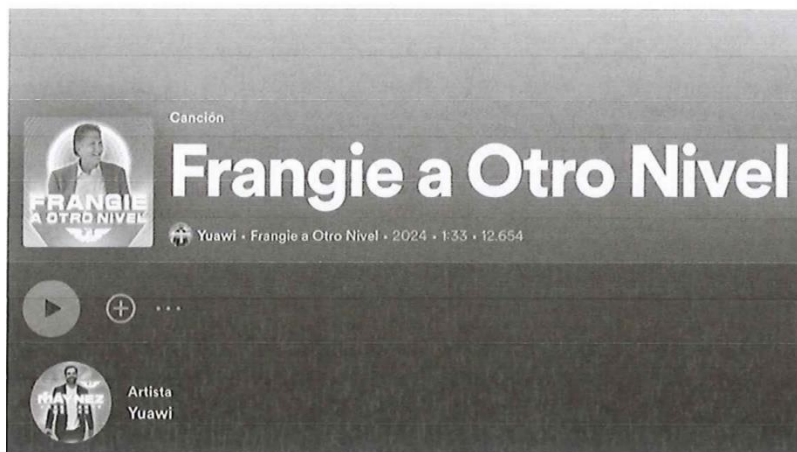 Canción
Frangie a Otro Nivel
FRANGIE
A OTRO NIVEL
Yuawi • Frangie a Otro Nivel • 2024 • 1:33 • 12.654
MAYNEZ
Artista
Yuawi